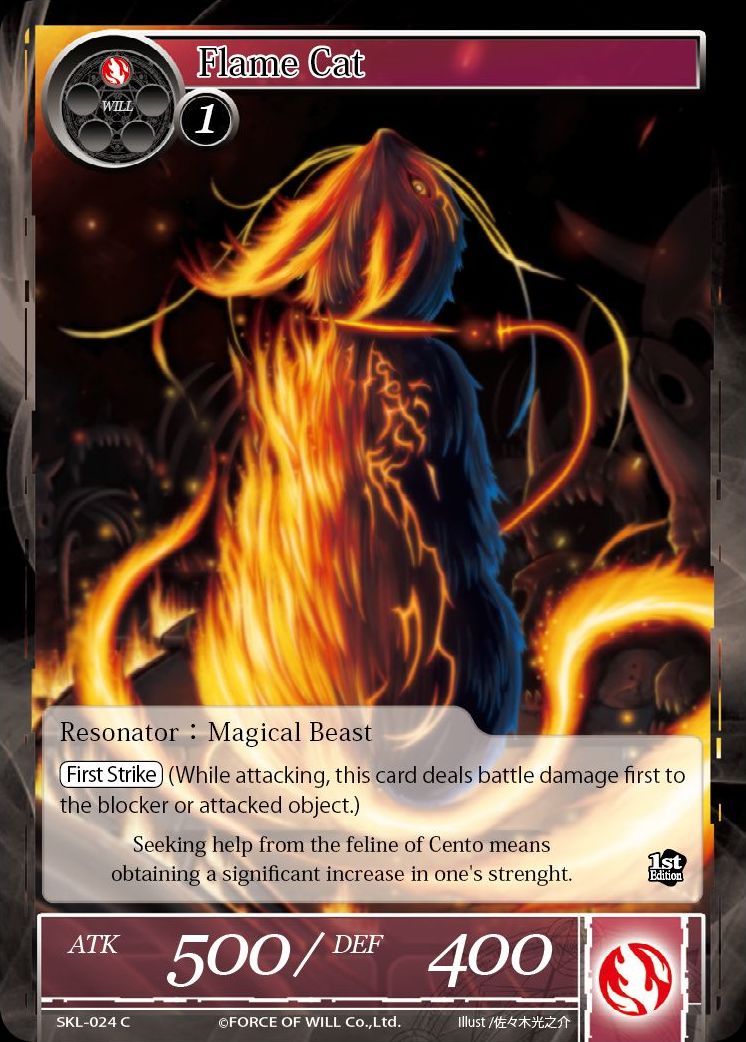 Flame Cat
WILL
1
Resonator : Magical Beast
First Strike (While attacking, this card deals battle damage first to
the blocker or attacked object.)
Seeking help from the feline of Cento means
obtaining a significant increase in one's strenght.
1st
Edition
ATK 500 / DEF 400
SKL-024 C ©FORCE OF WILL Co.,Ltd. Illust /佐々木光之介